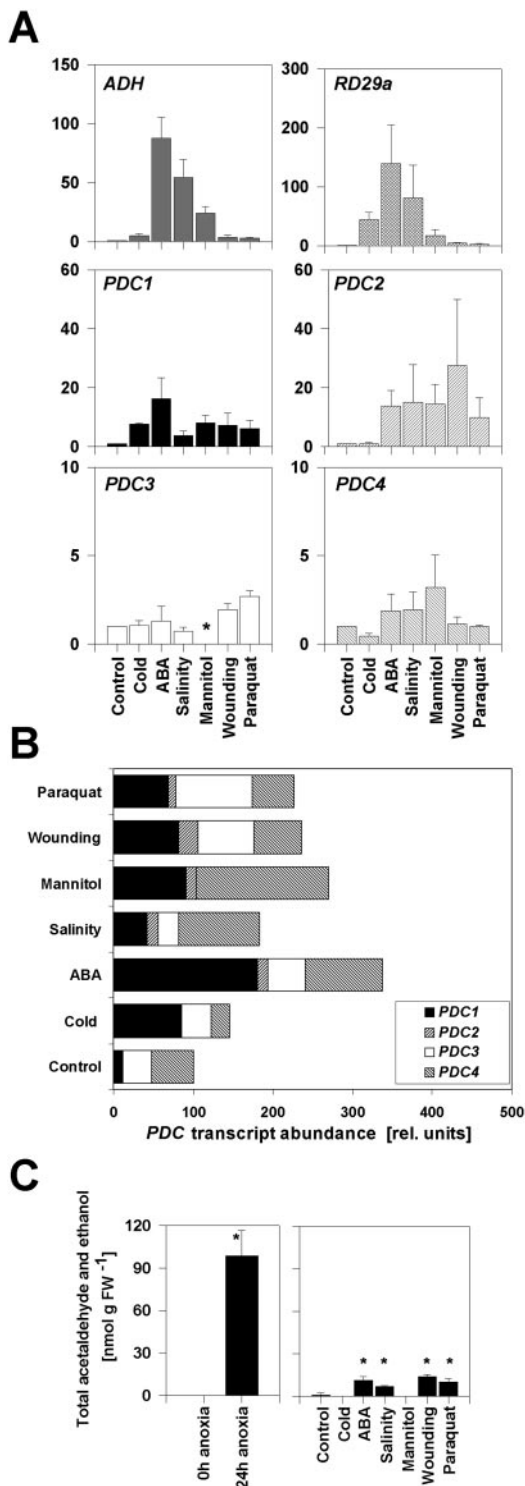 A
ADH
RD29a
150
100
50
0
300
200
100
0
PDC1
PDC2
60
40
20
0
60
40
20
0
PDC3
PDC4
10
5
0
10
5
0
*
Control
Cold
ABA
Salinity
Mannitol
Wounding
Paraquat
Control
Cold
ABA
Salinity
Mannitol
Wounding
Paraquat
B
Paraquat
Wounding
Mannitol
Salinity
ABA
Cold
Control
PDC1
PDC2
PDC3
PDC4
0 100 200 300 400 500
PDC transcript abundance [rel. units]
C
Total acetaldehyde and ethanol
[nmol g FW -1]
120
90
60
30
0
*
* * * *
0h anoxia
24h anoxia
Control
Cold
ABA
Salinity
Mannitol
Wounding
Paraquat